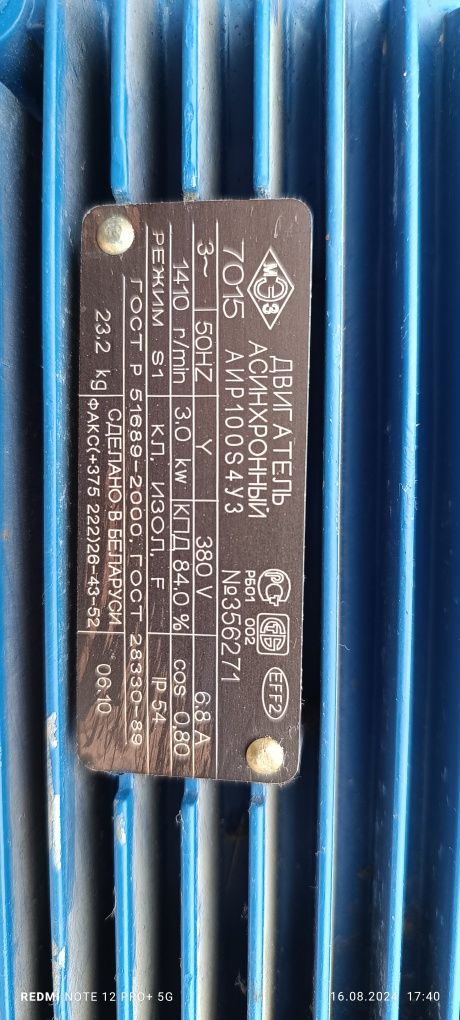 МЭЗ
ДВИГАТЕЛЬ
АСИНХРОННЫЙ
РБ01 002
EFF2
7015 АИР100S4У3 №356271
3~ 50HZ Y 380V 6.8 A
1410 r/min 3.0 kw КПД 84.0 % cos 0.80
РЕЖИМ S1 КЛ. ИЗОЛ. F IP 54
ГОСТ Р 51689-2000, ГОСТ 28330-89
23.2 kg СДЕЛАНО В БЕЛАРУСИ 06.10
ФАКС(+375 222)26-43-52
REDMI NOTE 12 PRO+ 5G
16.08.2024 17:40